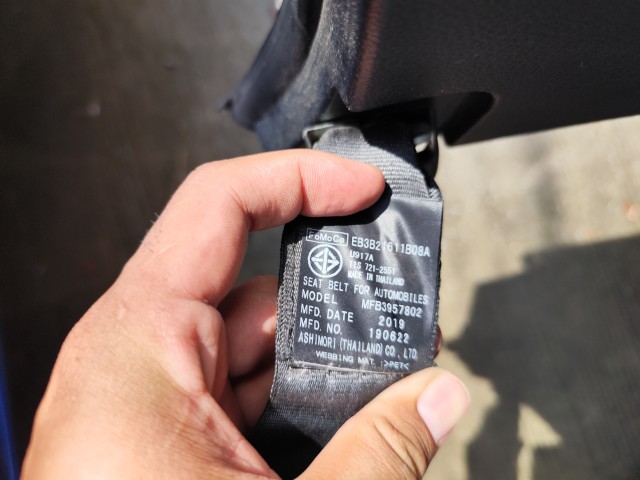 FoMoCo EB3B21611B08A
U917A
TIS 721-2551
MADE IN THAILAND
SEAT BELT FOR AUTOMOBILES
MODEL MFB3957802
MFD. DATE 2019
MFD. NO. 190622
ASHIMORI (THAILAND) CO., LTD.
WEBBING MAT. >PET<